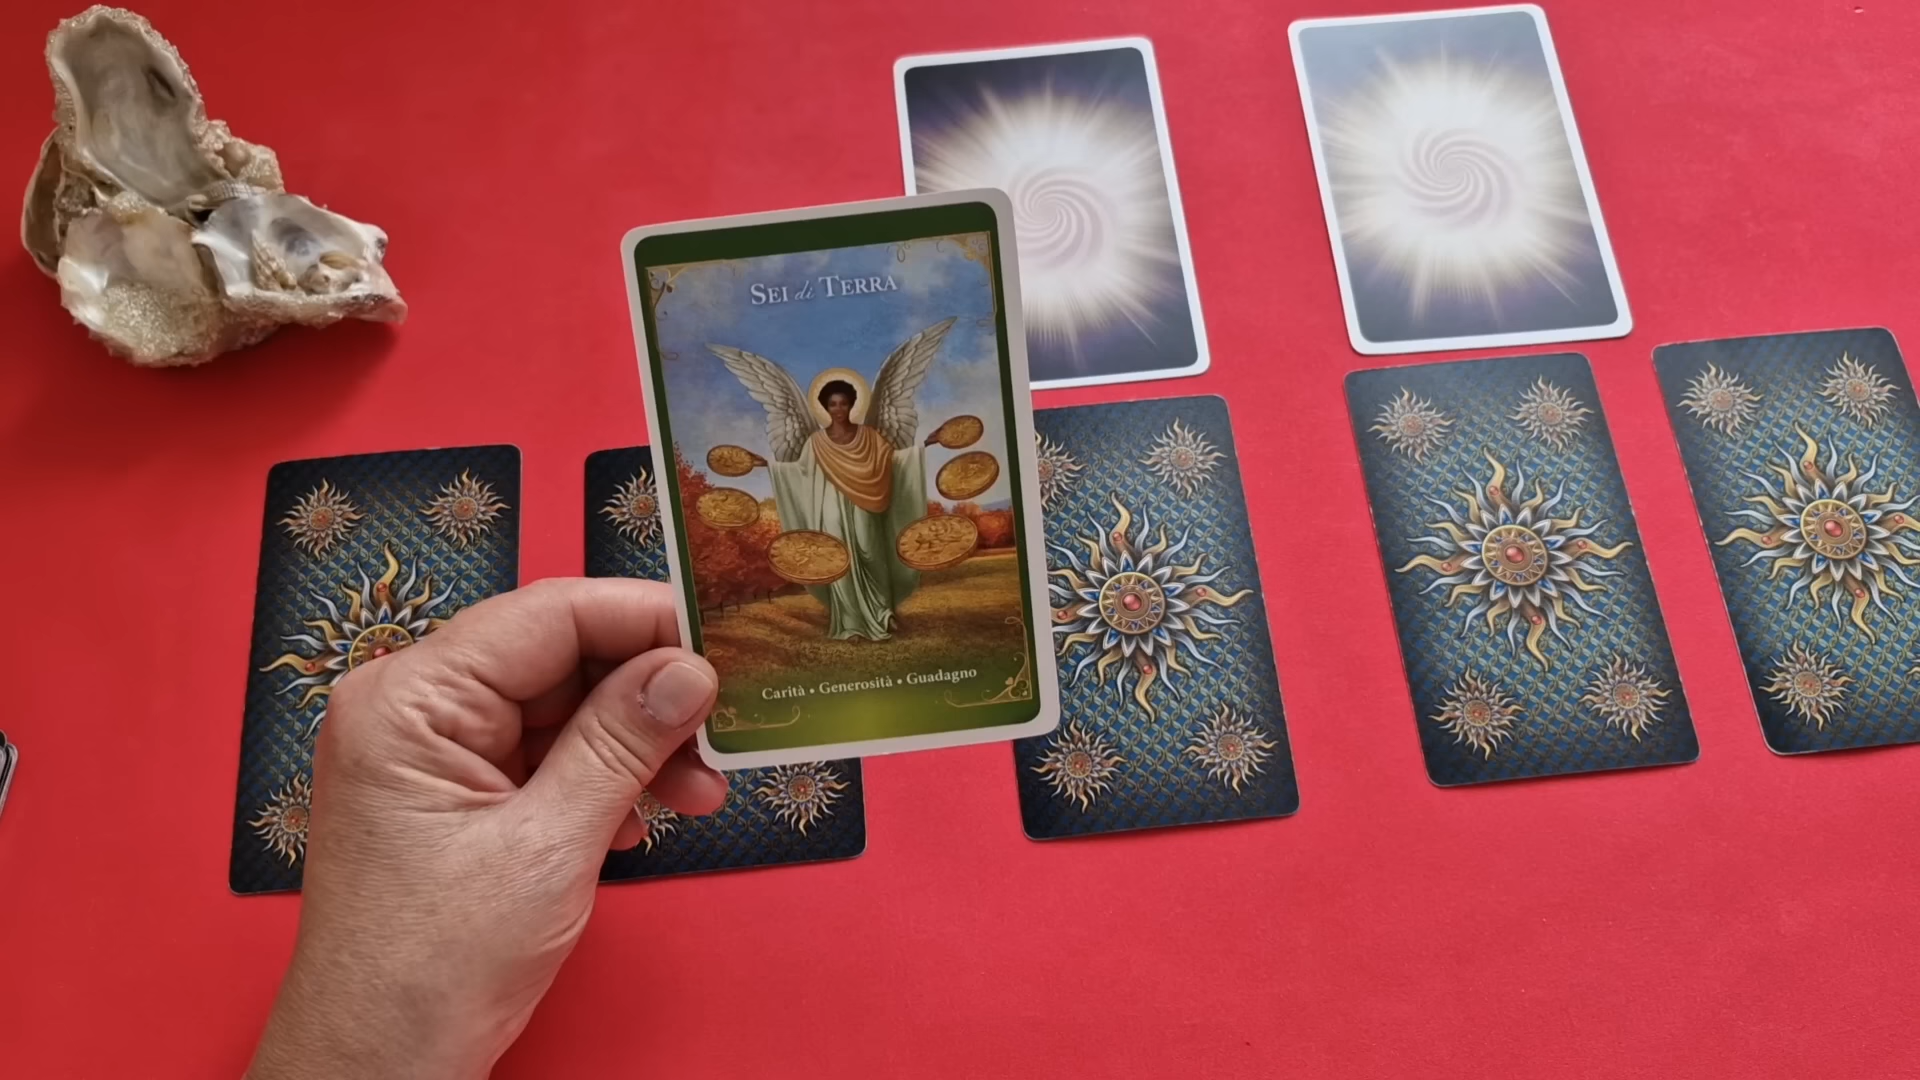 SEI di TERRA
Carità • Generosità • Guadagno